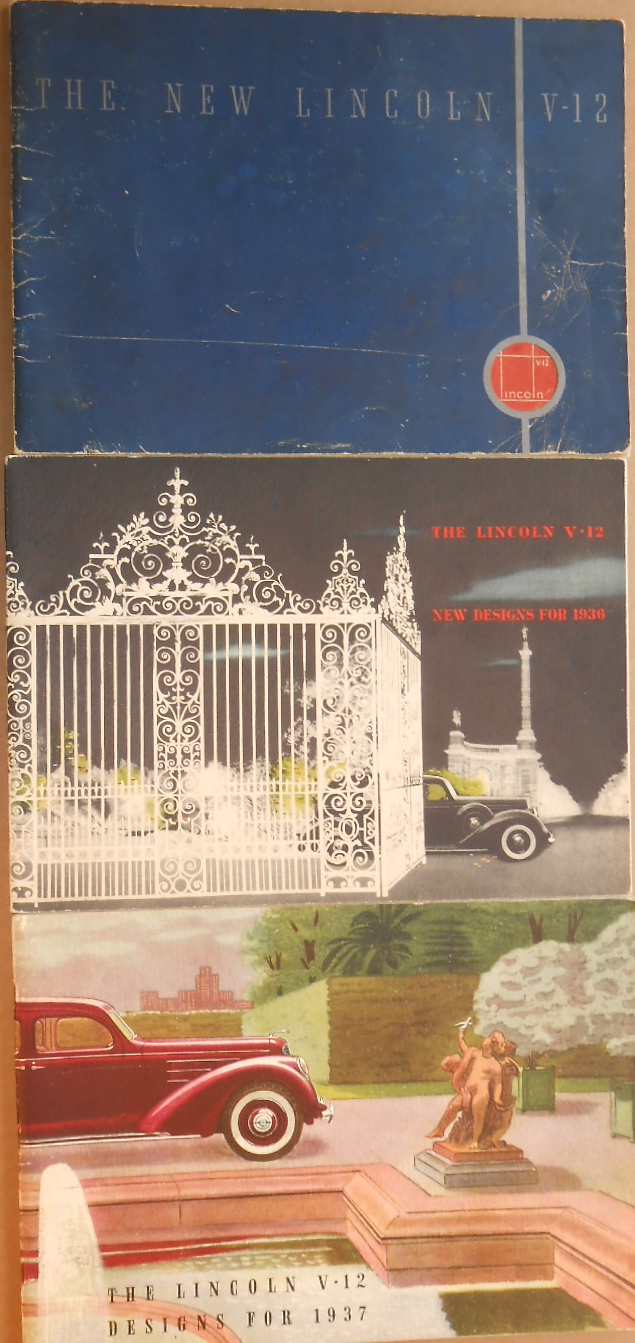 THE NEW LINCOLN V-12
V-12
Lincoln
THE LINCOLN V-12
NEW DESIGNS FOR 1936
THE LINCOLN V-12
DESIGNS FOR 1937